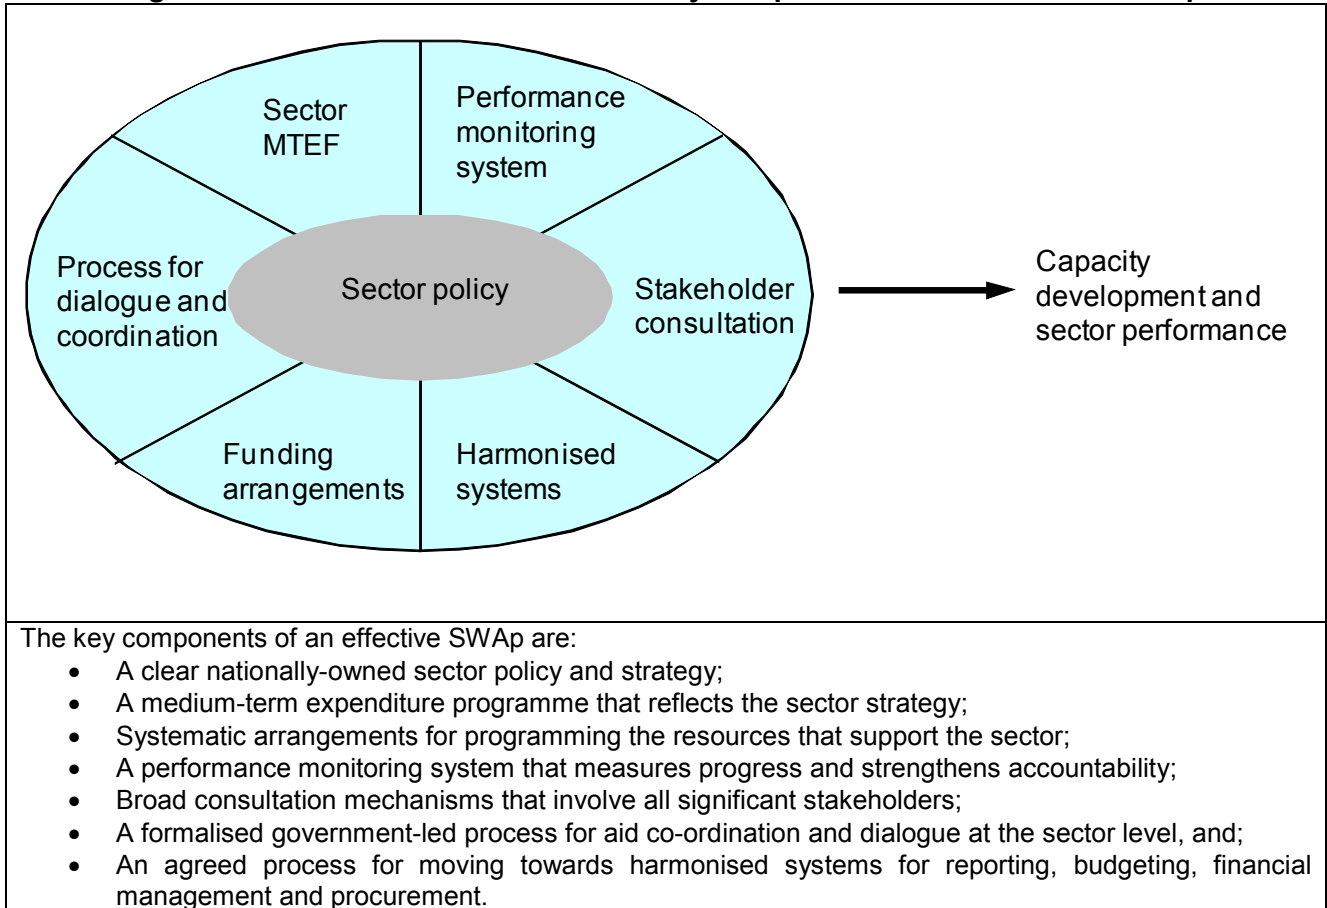 Sector
MTEF
Performance
monitoring
system
Process for
dialogue and
coordination
Sector policy
Stakeholder
consultation
Funding
arrangements
Harmonised
systems
Capacity
development and
sector performance
The key components of an effective SWAp are:
• A clear nationally-owned sector policy and strategy;
• A medium-term expenditure programme that reflects the sector strategy;
• Systematic arrangements for programming the resources that support the sector;
• A performance monitoring system that measures progress and strengthens accountability;
• Broad consultation mechanisms that involve all significant stakeholders;
• A formalised government-led process for aid co-ordination and dialogue at the sector level, and;
• An agreed process for moving towards harmonised systems for reporting, budgeting, financial
management and procurement.